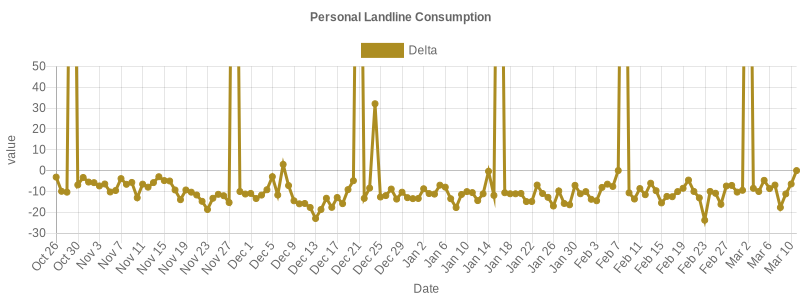 Personal Landline Consumption
Delta
value
50
40
30
20
10
0
-10
-20
-30
Oct 26
Oct 30
Nov 3
Nov 7
Nov 11
Nov 15
Nov 19
Nov 23
Nov 27
Dec 1
Dec 5
Dec 9
Dec 13
Dec 17
Dec 21
Dec 25
Dec 29
Jan 2
Jan 6
Jan 10
Jan 14
Jan 18
Jan 22
Jan 26
Jan 30
Feb 3
Feb 7
Feb 11
Feb 15
Feb 19
Feb 23
Feb 27
Mar 2
Mar 6
Mar 10
Date